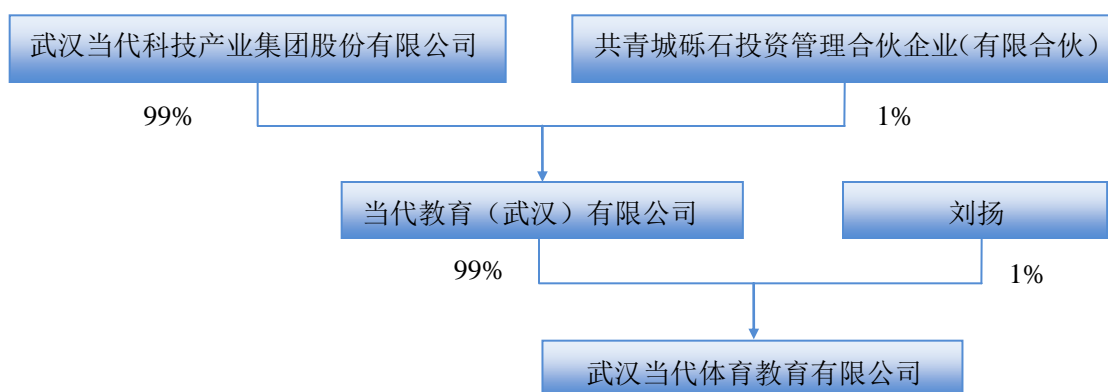 武汉当代科技产业集团股份有限公司
共青城砾石投资管理合伙企业(有限合伙)
99%
1%
当代教育（武汉）有限公司
刘扬
99%
1%
武汉当代体育教育有限公司